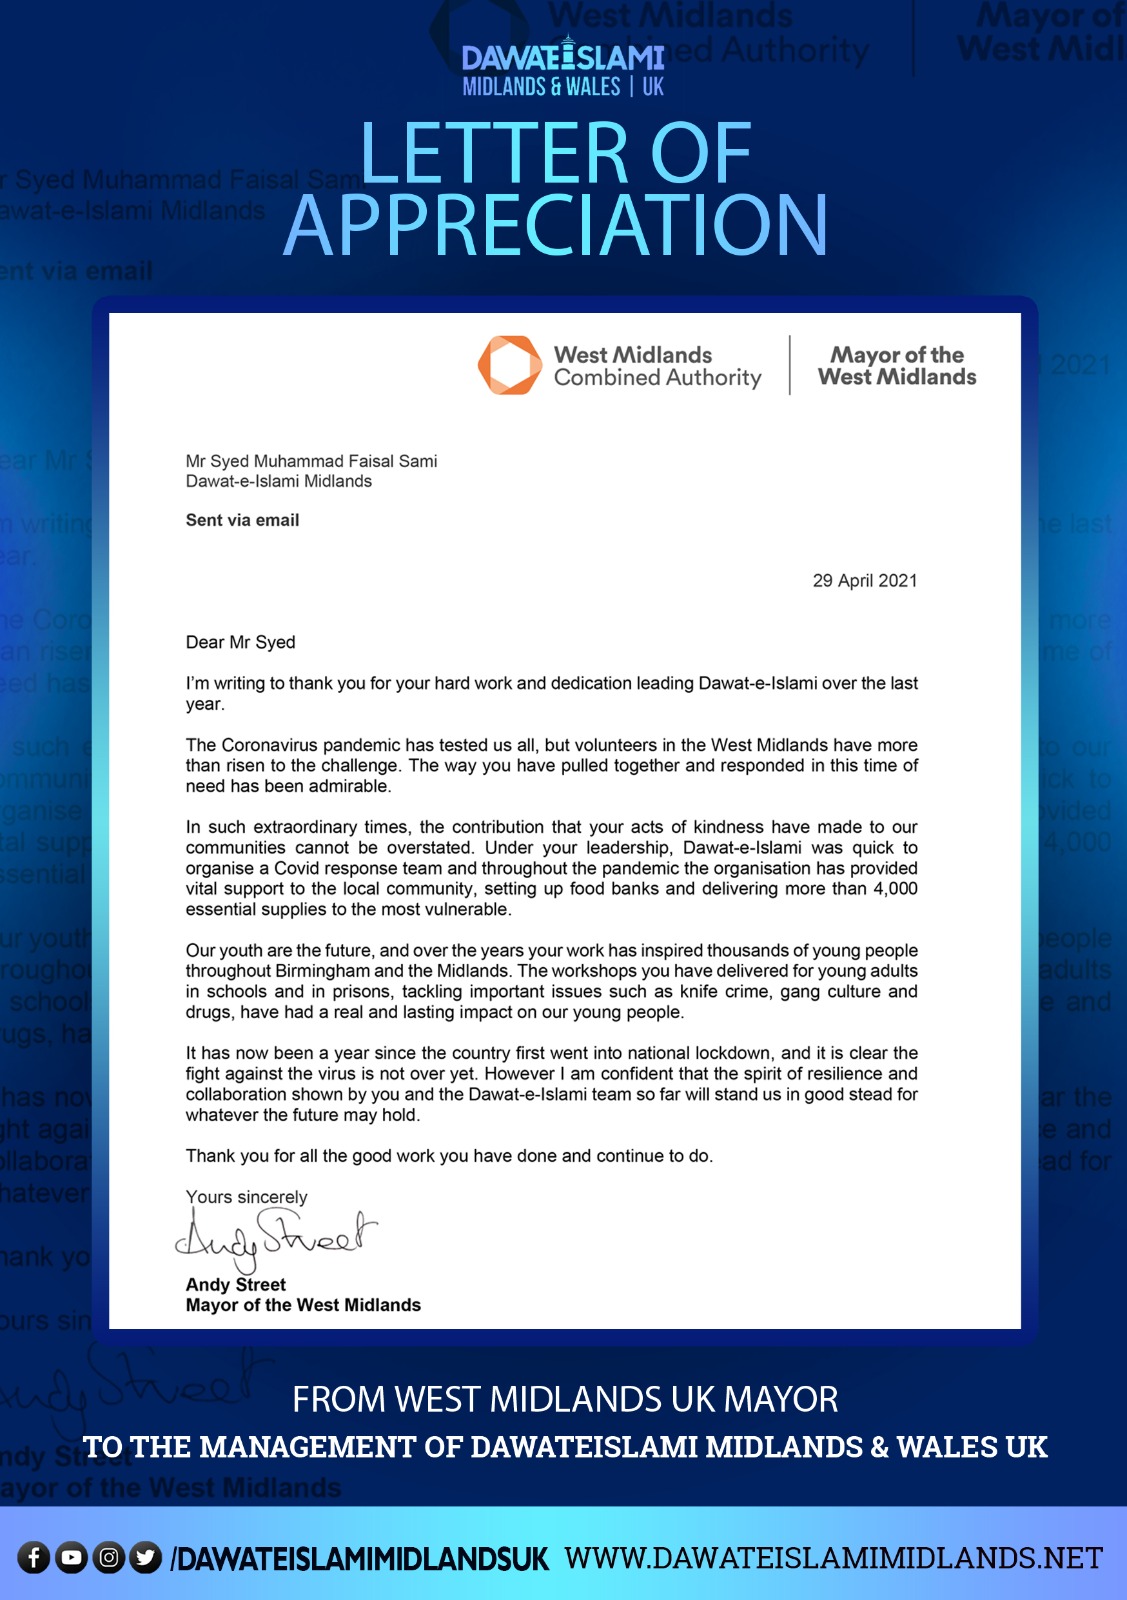 West Midlands
Combined Authority
Mayor of
West Midl
DAWATEISLAMI
MIDLANDS & WALES | UK
LETTER OF
APPRECIATION
West Midlands
Combined Authority
Mayor of the
West Midlands
Mr Syed Muhammad Faisal Sami
Dawat-e-Islami Midlands
Sent via email
29 April 2021
Dear Mr Syed
I'm writing to thank you for your hard work and dedication leading Dawat-e-Islami over the last
year.
The Coronavirus pandemic has tested us all, but volunteers in the West Midlands have more
than risen to the challenge. The way you have pulled together and responded in this time of
need has been admirable.
In such extraordinary times, the contribution that your acts of kindness have made to our
communities cannot be overstated. Under your leadership, Dawat-e-Islami was quick to
organise a Covid response team and throughout the pandemic the organisation has provided
vital support to the local community, setting up food banks and delivering more than 4,000
essential supplies to the most vulnerable.
Our youth are the future, and over the years your work has inspired thousands of young people
throughout Birmingham and the Midlands. The workshops you have delivered for young adults
in schools and in prisons, tackling important issues such as knife crime, gang culture and
drugs, have had a real and lasting impact on our young people.
It has now been a year since the country first went into national lockdown, and it is clear the
fight against the virus is not over yet. However I am confident that the spirit of resilience and
collaboration shown by you and the Dawat-e-Islami team so far will stand us in good stead for
whatever the future may hold.
Thank you for all the good work you have done and continue to do.
Yours sincerely
Andy Street
Andy Street
Mayor of the West Midlands
FROM WEST MIDLANDS UK MAYOR
TO THE MANAGEMENT OF DAWATEISLAMI MIDLANDS & WALES UK
/DAWATEISLAMIMIDLANDSUK WWW.DAWATEISLAMIMIDLANDS.NET